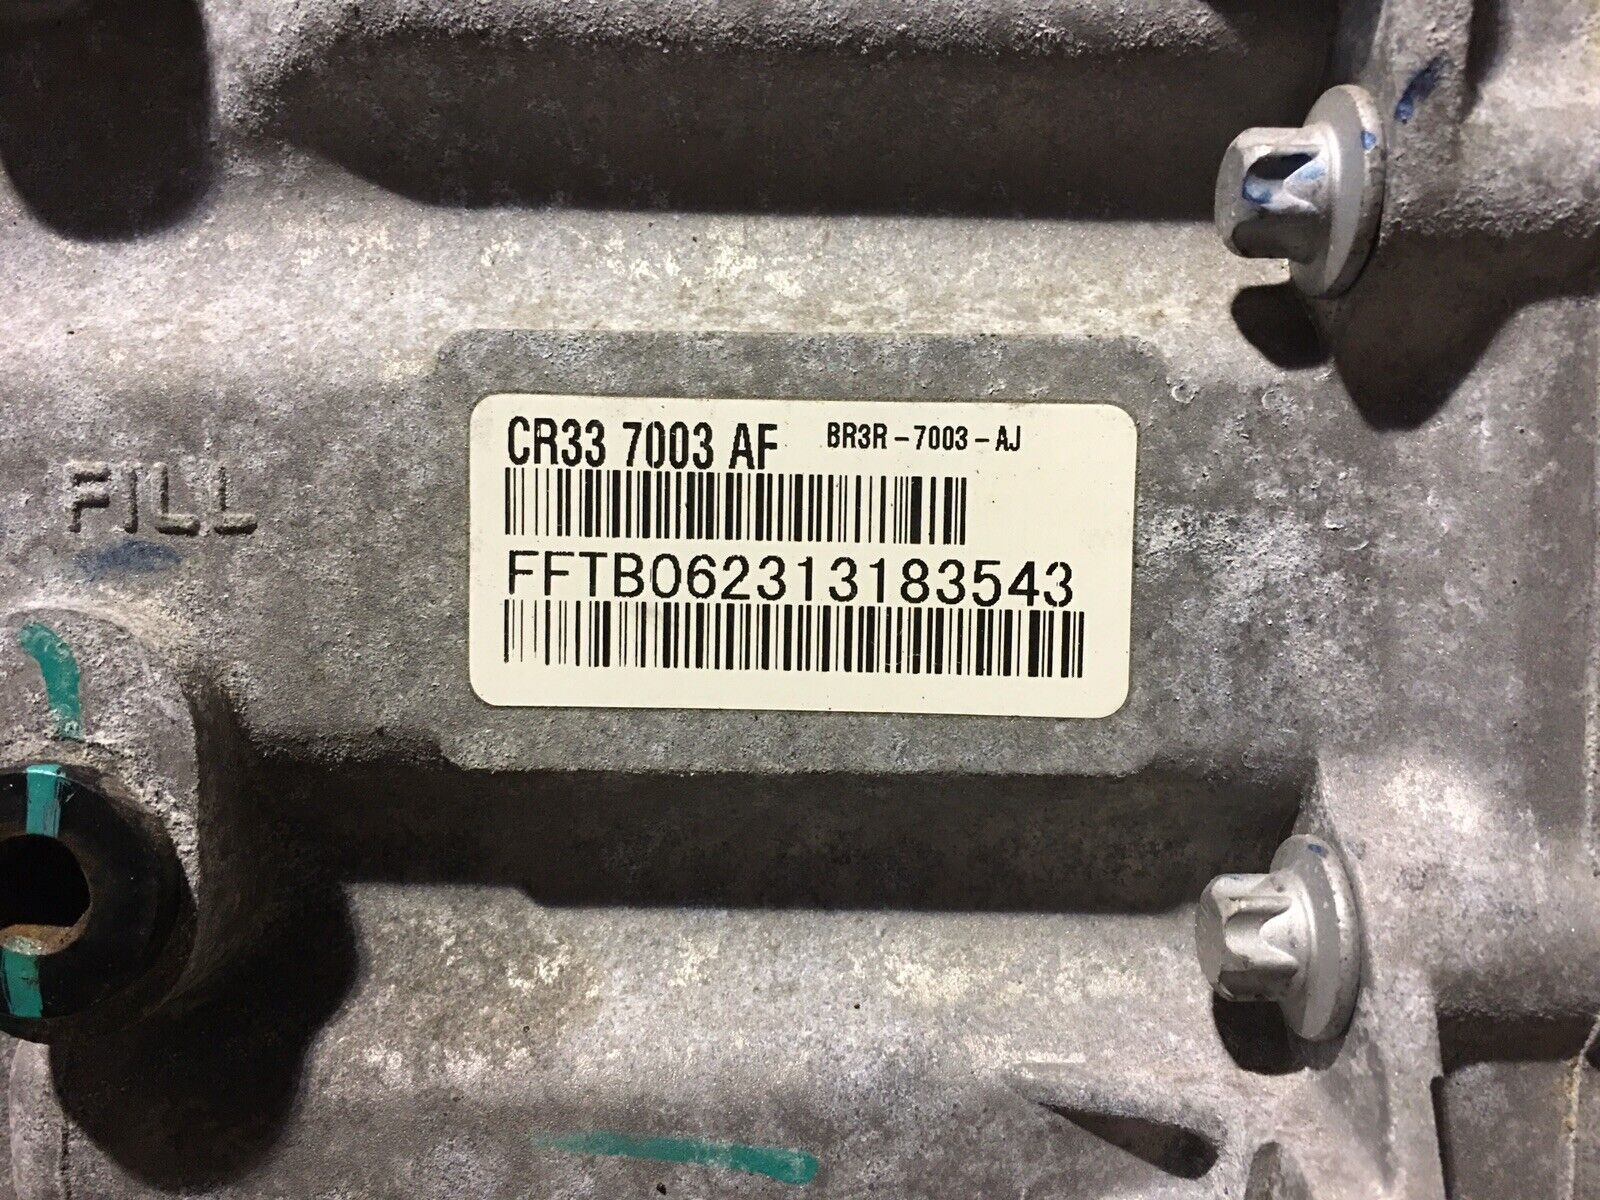 CR33 7003 AF BR3R-7003-AJ
FILL
FFTB062313183543